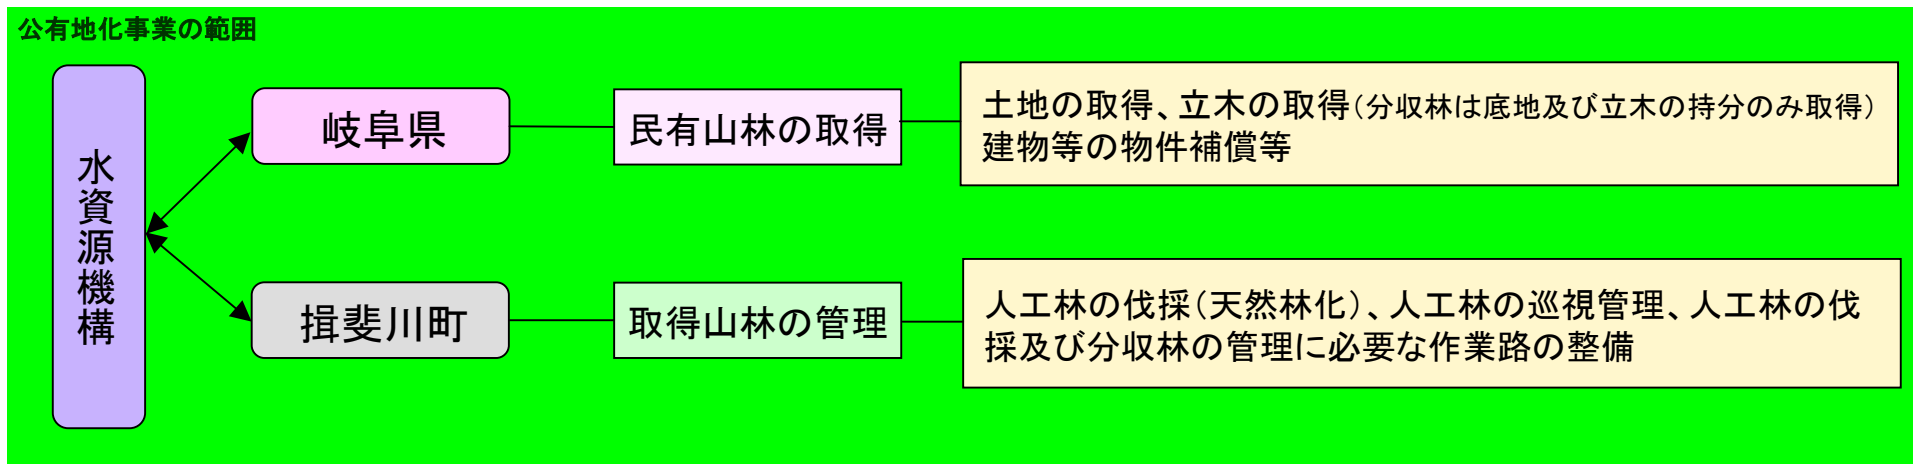 公有地化事業の範囲
水資源機構
岐阜県
民有山林の取得
土地の取得、立木の取得（分収林は底地及び立木の持分のみ取得）
建物等の物件補償等
揖斐川町
取得山林の管理
人工林の伐採（天然林化）、人工林の巡視管理、人工林の伐
採及び分収林の管理に必要な作業路の整備